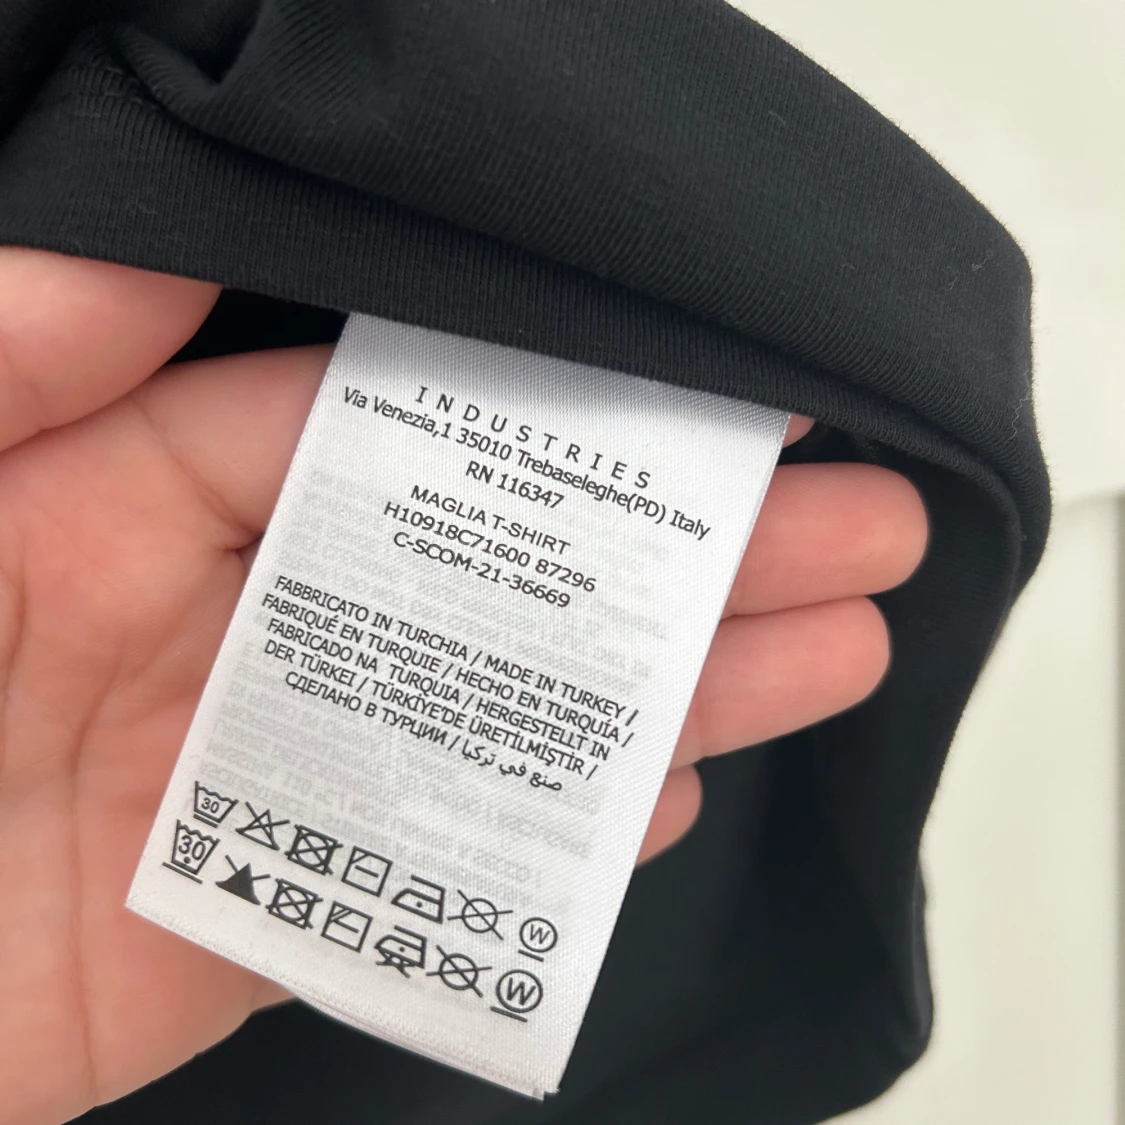 INDUSTRIES
Via Venezia,1 35010 Trebaseleghe(PD) Italy
RN 116347
MAGLIA T-SHIRT
H10918C71600 87296
C-SCOM-21-36669
FABBRICATO IN TURCHIA / MADE IN TURKEY /
FABRIQUÉ EN TURQUIE / HECHO EN TURQUÍA /
FABRICADO NA TURQUIA / HERGESTELLT IN
DER TÜRKEI / TÜRKİYE'DE ÜRETİLMİŞTİR /
СДЕЛАНО В ТУРЦИИ / صنع في تركيا
30 W
30 W